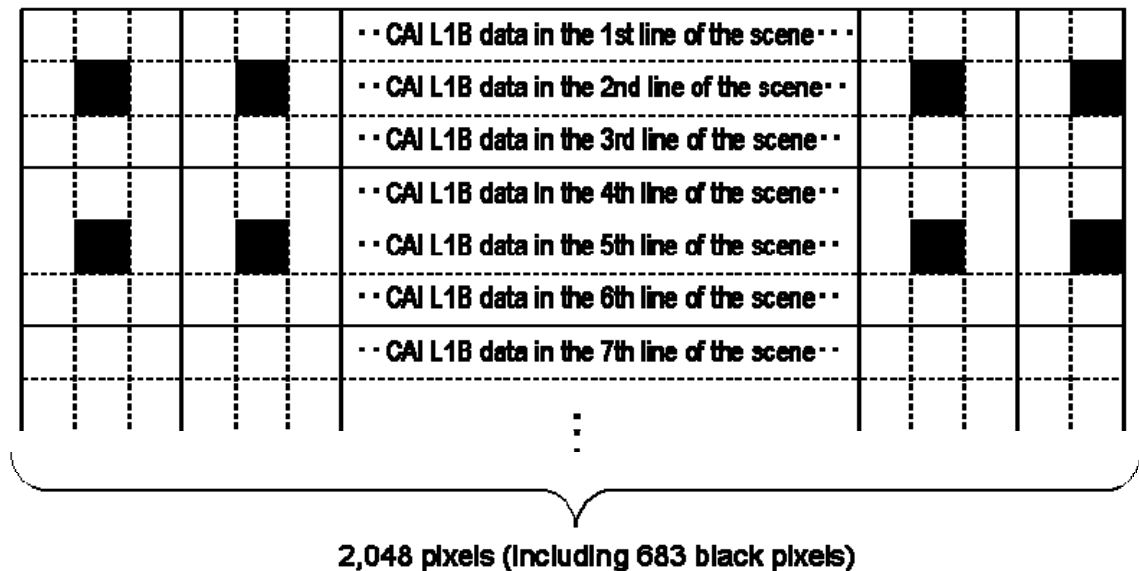 ··CAI L1B data in the 1st line of the scene···
··CAI L1B data in the 2nd line of the scene··
··CAI L1B data in the 3rd line of the scene··
··CAI L1B data in the 4th line of the scene··
··CAI L1B data in the 5th line of the scene··
··CAI L1B data in the 6th line of the scene··
··CAI L1B data in the 7th line of the scene··
⋮
2,048 pixels (including 683 black pixels)